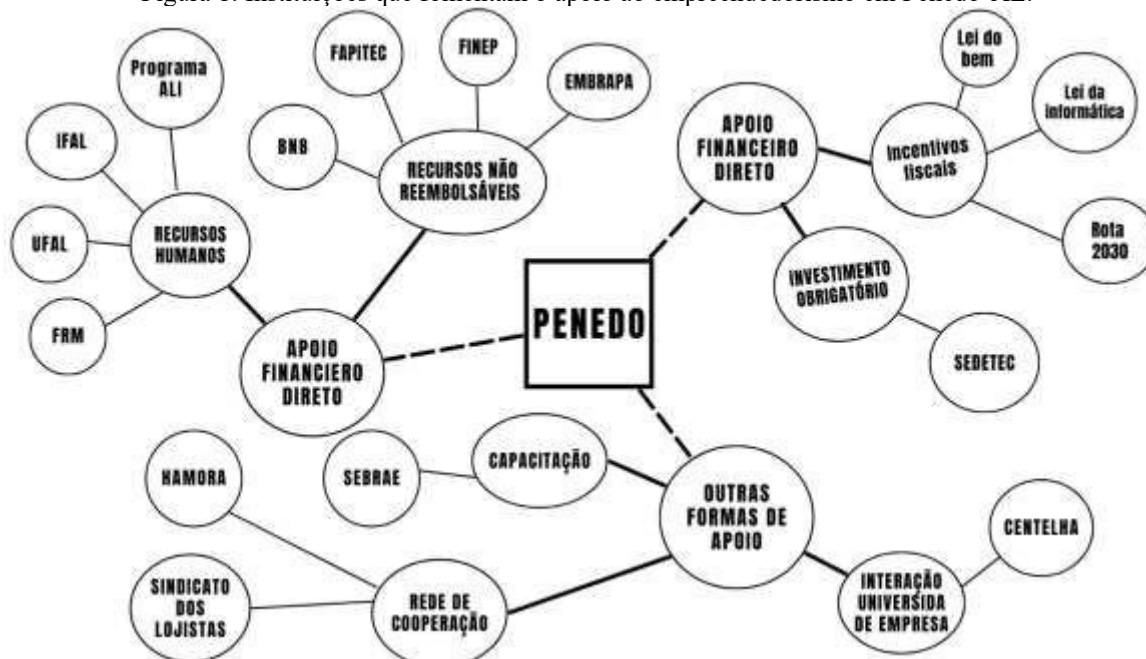 Figura 1: Instituições que fomentam o apoio ao empreendedorismo em Penedo-AL.
Programa
ALI
FAPITEC
FINEP
EMBRAPA
IFAL
BNB
RECURSOS NÃO
REEMBOLSÁVEIS
UFAL
RECURSOS
HUMANOS
FRM
APOIO
FINANCIERO
DIRETO
PENEDO
APOIO
FINANCEIRO
DIRETO
Lei do
bem
Lei da
informática
Incentivos
fiscais
Rota
2030
INVESTIMENTO
OBRIGATÓRIO
SEDETEC
HAMORA
SEBRAE
CAPACITAÇÃO
OUTRAS
FORMAS DE
APOIO
CENTELHA
SINDICATO
DOS
LOJISTAS
REDE DE
COOPERAÇÃO
INTERAÇÃO
UNIVERSIDA
DE EMPRESA